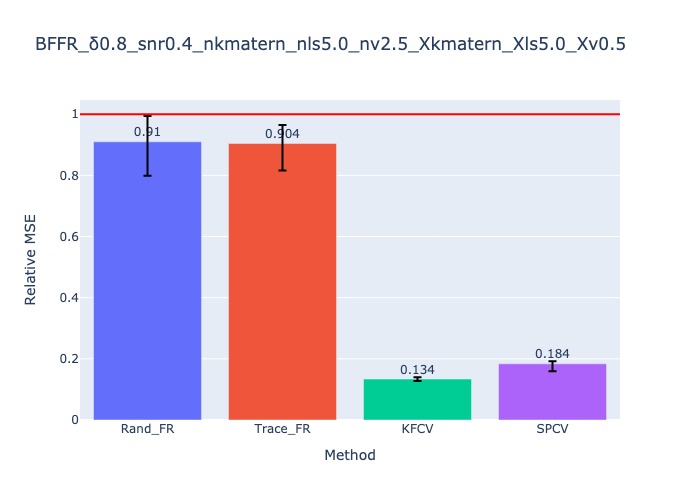 BFFR_δ0.8_snr0.4_nkmatern_nls5.0_nv2.5_Xkmatern_Xls5.0_Xv0.5
1
0.8
0.6
0.4
0.2
0
Relative MSE
0.91
0.904
0.134
0.184
Rand_FR
Trace_FR
KFCV
SPCV
Method